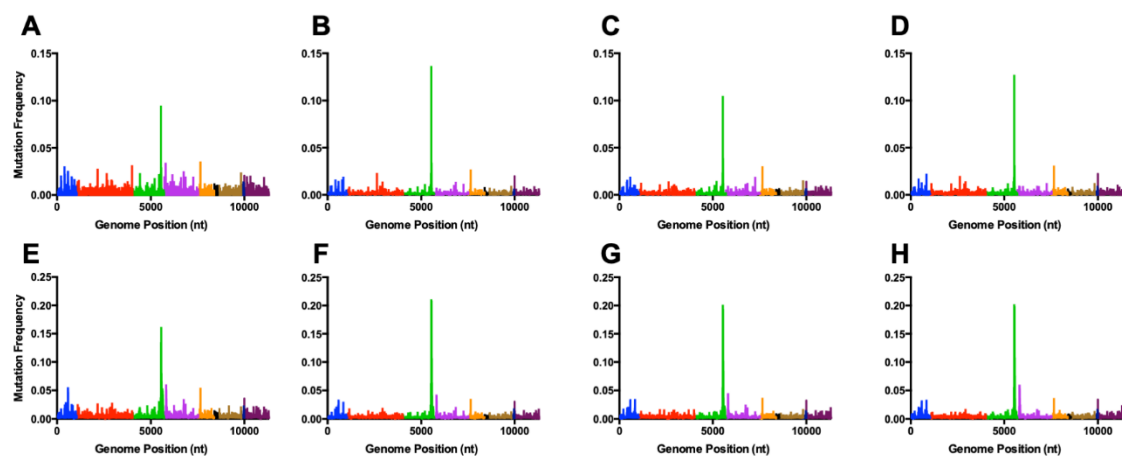 A B C D
0.15 0.15 0.15 0.15
0.10 0.10 0.10 0.10
0.05 0.05 0.05 0.05
0.00 0.00 0.00 0.00
Mutation Frequency
0 5000 10000 0 5000 10000 0 5000 10000 0 5000 10000
Genome Position (nt) Genome Position (nt) Genome Position (nt) Genome Position (nt)
E F G H
0.25 0.25 0.25 0.25
0.20 0.20 0.20 0.20
0.15 0.15 0.15 0.15
0.10 0.10 0.10 0.10
0.05 0.05 0.05 0.05
0.00 0.00 0.00 0.00
Mutation Frequency
0 5000 10000 0 5000 10000 0 5000 10000 0 5000 10000
Genome Position (nt) Genome Position (nt) Genome Position (nt) Genome Position (nt)